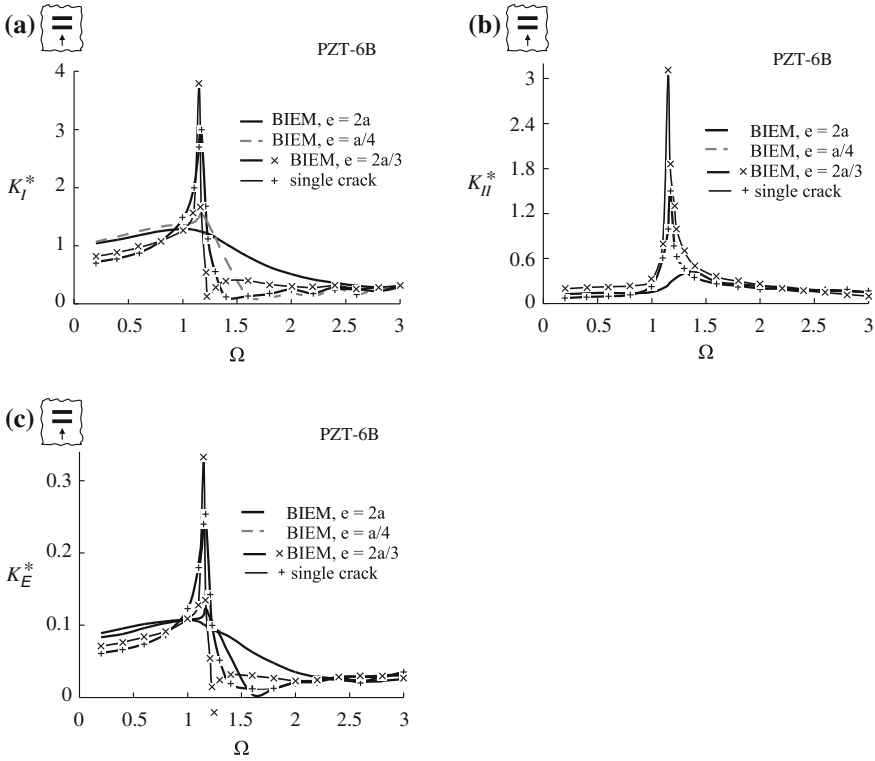 (a)
PZT-6B
4
3
2
1
0
K_I^*
BIEM, e = 2a
BIEM, e = a/4
× BIEM, e = 2a/3
+ single crack
0 0.5 1 1.5 2 2.5 3
Ω
(b)
PZT-6B
3
2.4
1.8
1.2
0.6
0
K_II^*
BIEM, e = 2a
BIEM, e = a/4
×BIEM, e = 2a/3
+ single crack
0 0.5 1 1.5 2 2.5 3
Ω
(c)
PZT-6B
0.3
0.2
0.1
0
K_E^*
BIEM, e = 2a
BIEM, e = a/4
×BIEM, e = 2a/3
+ single crack
0 0.5 1 1.5 2 2.5 3
Ω